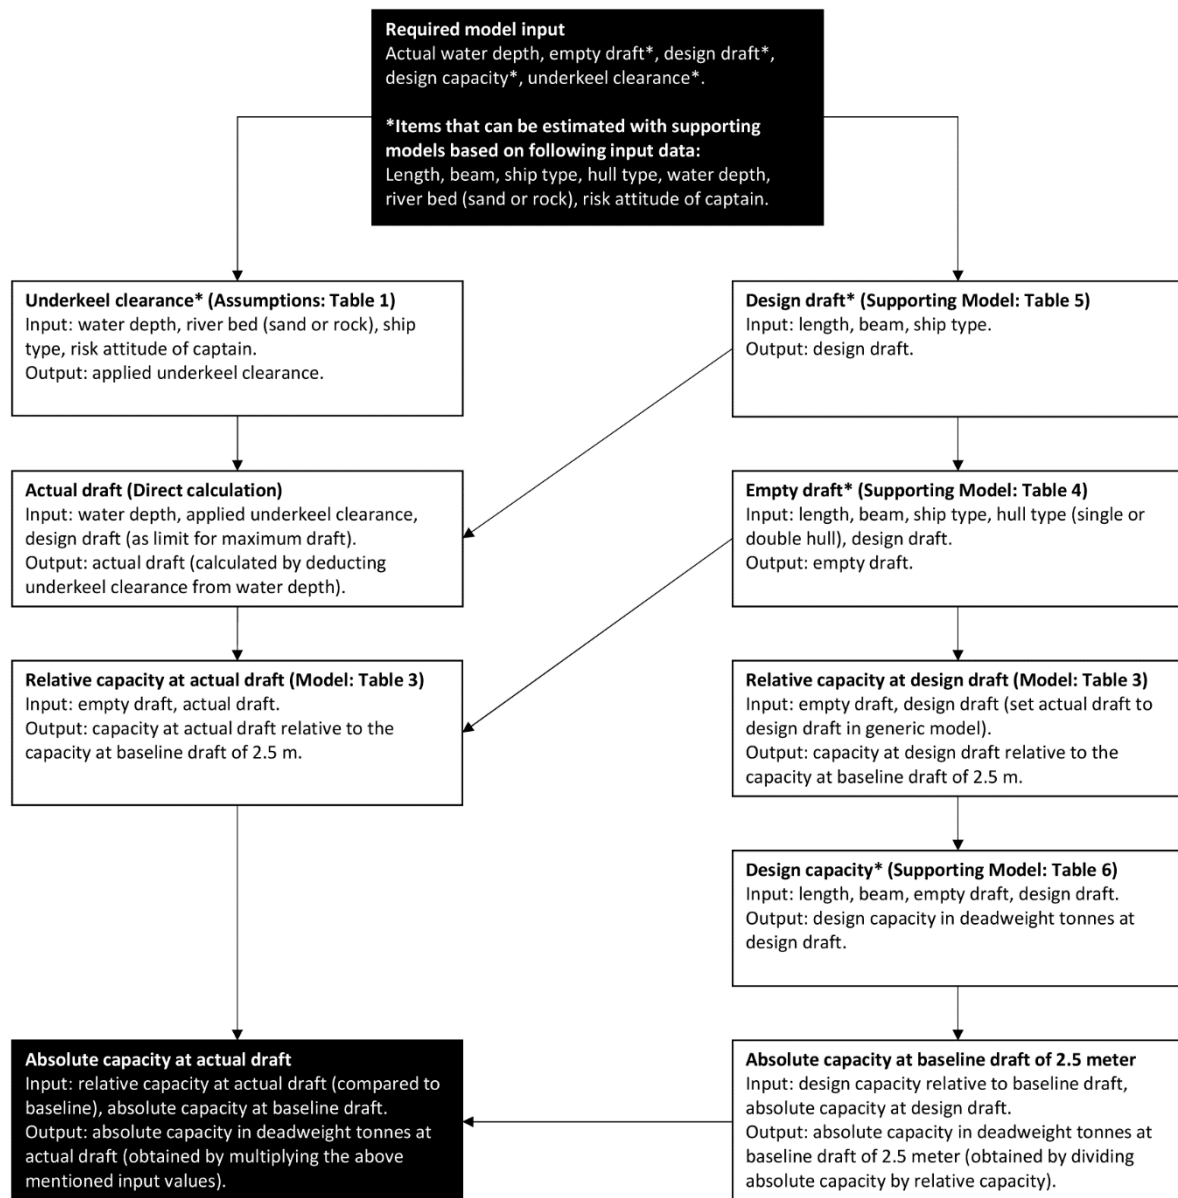 Required model input
Actual water depth, empty draft*, design draft*,
design capacity*, underkeel clearance*.
*Items that can be estimated with supporting
models based on following input data:
Length, beam, ship type, hull type, water depth,
river bed (sand or rock), risk attitude of captain.
Underkeel clearance* (Assumptions: Table 1)
Input: water depth, river bed (sand or rock), ship
type, risk attitude of captain.
Output: applied underkeel clearance.
Design draft* (Supporting Model: Table 5)
Input: length, beam, ship type.
Output: design draft.
Actual draft (Direct calculation)
Input: water depth, applied underkeel clearance,
design draft (as limit for maximum draft).
Output: actual draft (calculated by deducting
underkeel clearance from water depth).
Empty draft* (Supporting Model: Table 4)
Input: length, beam, ship type, hull type (single or
double hull), design draft.
Output: empty draft.
Relative capacity at actual draft (Model: Table 3)
Input: empty draft, actual draft.
Output: capacity at actual draft relative to the
capacity at baseline draft of 2.5 m.
Relative capacity at design draft (Model: Table 3)
Input: empty draft, design draft (set actual draft to
design draft in generic model).
Output: capacity at design draft relative to the
capacity at baseline draft of 2.5 m.
Design capacity* (Supporting Model: Table 6)
Input: length, beam, empty draft, design draft.
Output: design capacity in deadweight tonnes at
design draft.
Absolute capacity at actual draft
Input: relative capacity at actual draft (compared to
baseline), absolute capacity at baseline draft.
Output: absolute capacity in deadweight tonnes at
actual draft (obtained by multiplying the above
mentioned input values).
Absolute capacity at baseline draft of 2.5 meter
Input: design capacity relative to baseline draft,
absolute capacity at design draft.
Output: absolute capacity in deadweight tonnes at
baseline draft of 2.5 meter (obtained by dividing
absolute capacity by relative capacity).